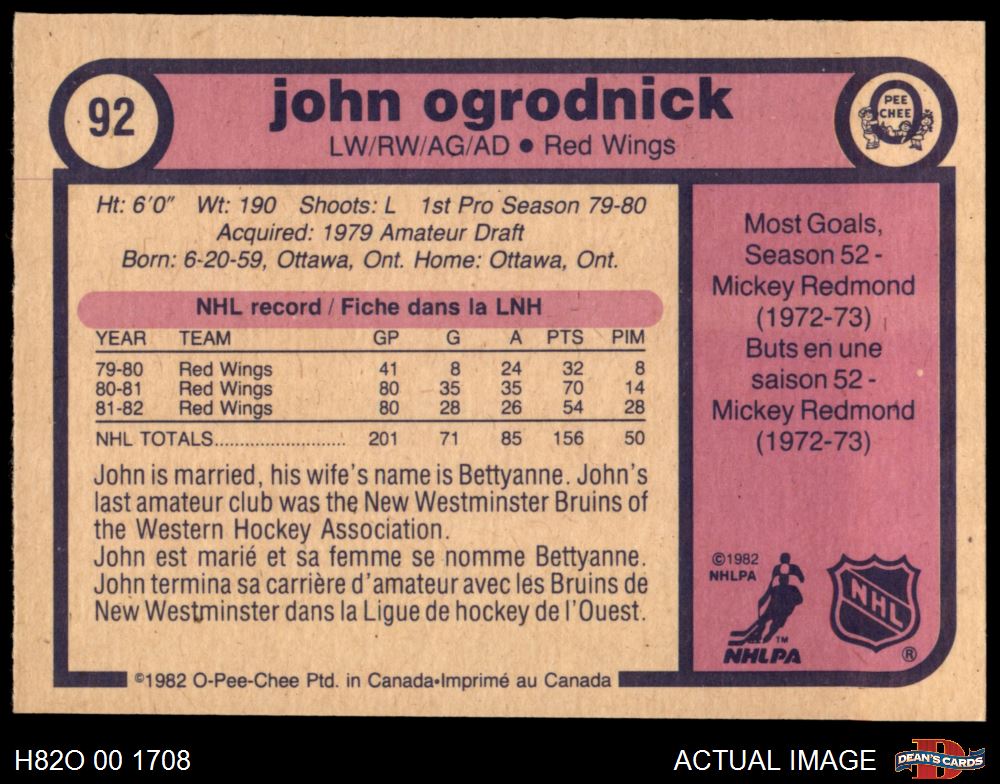 92
john ogrodnick
LW/RW/AG/AD ● Red Wings
PEE
CHEE
Ht: 6'0" Wt: 190 Shoots: L 1st Pro Season 79-80
Acquired: 1979 Amateur Draft
Born: 6-20-59, Ottawa, Ont. Home: Ottawa, Ont.
NHL record / Fiche dans la LNH
YEAR TEAM GP G A PTS PIM
79-80 Red Wings 41 8 24 32 8
80-81 Red Wings 80 35 35 70 14
81-82 Red Wings 80 28 26 54 28
NHL TOTALS.......................... 201 71 85 156 50
John is married, his wife's name is Bettyanne. John's
last amateur club was the New Westminster Bruins of
the Western Hockey Association.
John est marié et sa femme se nomme Bettyanne.
John termina sa carrière d'amateur avec les Bruins de
New Westminster dans la Ligue de hockey de l'Ouest.
Most Goals,
Season 52 -
Mickey Redmond
(1972-73)
Buts en une
saison 52 -
Mickey Redmond
(1972-73)
©1982
NHLPA
TM
NHLPA
NHL
®
©1982 O-Pee-Chee Ptd. in Canada•Imprimé au Canada
H82O 00 1708
ACTUAL IMAGE
DEAN'S CARDS